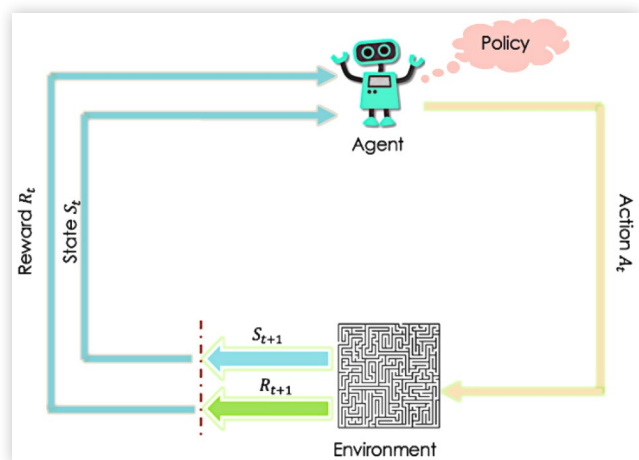 Policy
Agent
Reward R_t
State S_t
Action A_t
S_{t+1}
R_{t+1}
Environment